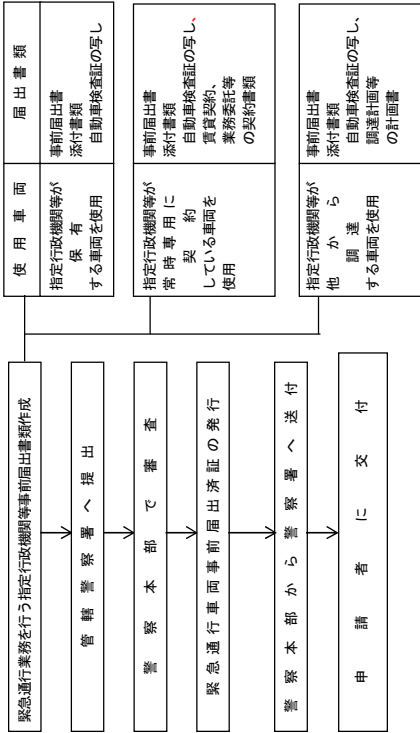 緊急通行業務を行う指定行政機関等事前届出書類作成
管轄警察署へ提出
警察本部で審査
緊急通行車両事前届出済証の発行
警察本部から警察署へ送付
申請者に交付
使用車両
届出書類
指定行政機関等が
保有
する車両を使用
事前届出書
添付書類
自動車検査証の写し
指定行政機関等が
常時専用に
契約
している車両を
使用
事前届出書
添付書類
自動車検査証の写し、
賃貸契約、
業務委託等
の契約書類
指定行政機関等が
他から
調達
する車両を使用
事前届出書
添付書類
自動車検査証の写し、
調達計画等
の計画書